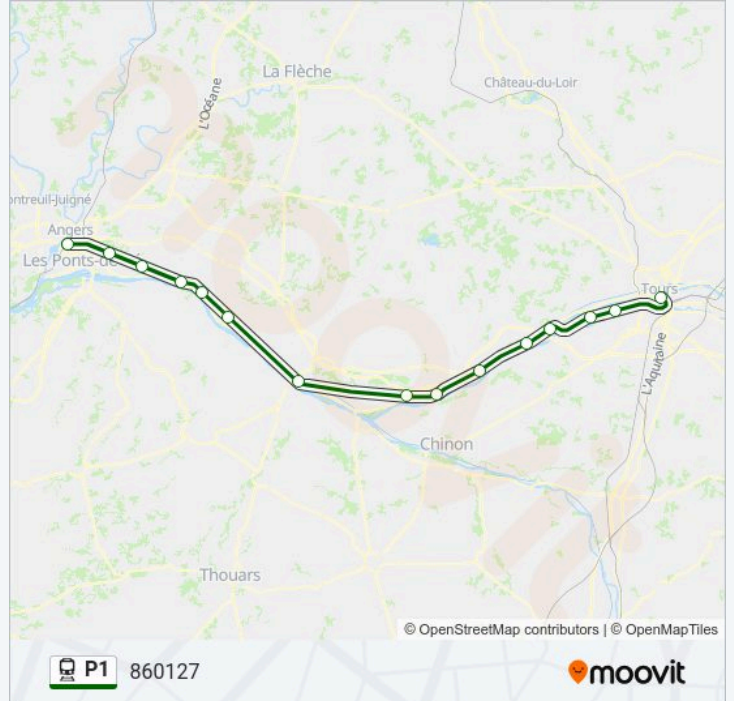 La Flèche
Château-du-Loir
L'Océane
ontreuil-Juigné
Angers
Les Ponts-de
Tours
L'Aquitaine
Chinon
Thouars
© OpenStreetMap contributors | © OpenMapTiles
P1 860127
moovit